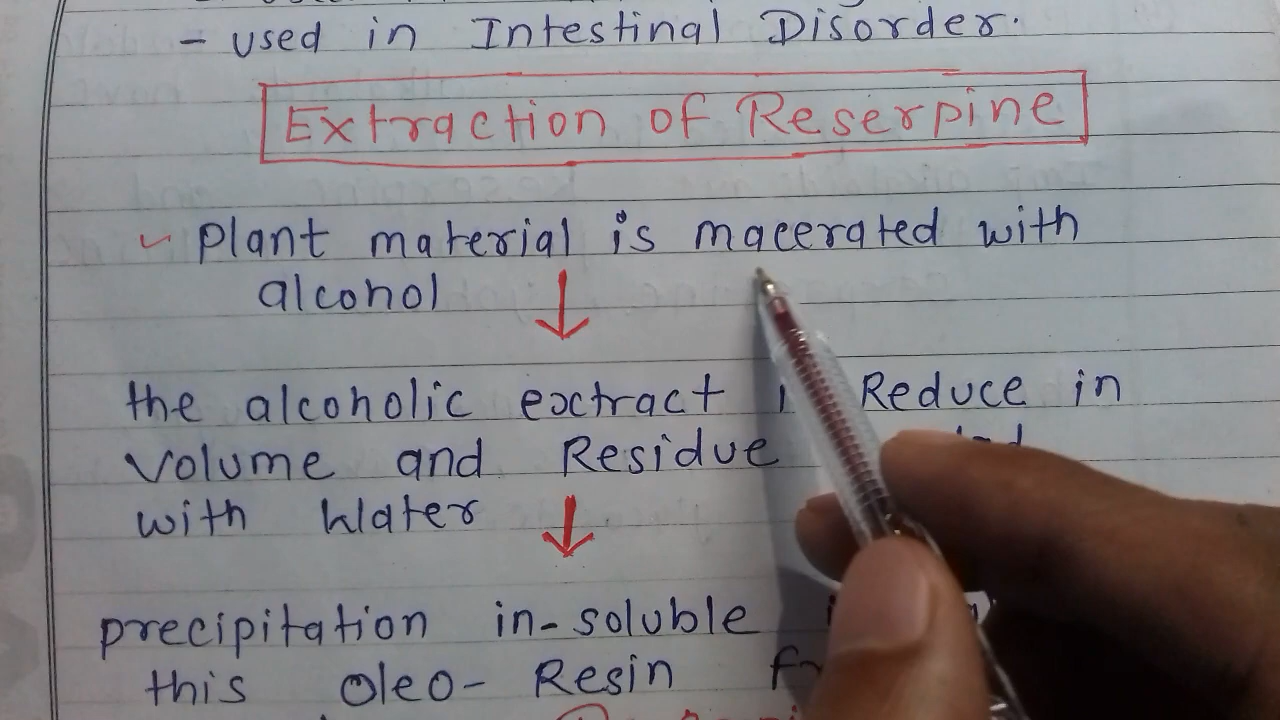 - used in Intestinal Disorder.
Extraction of Reserpine
plant material is macerated with
alcohol
the alcoholic extract Reduce in
Volume and Residue
with Water
precipitation in-soluble
this Oleo- Resin